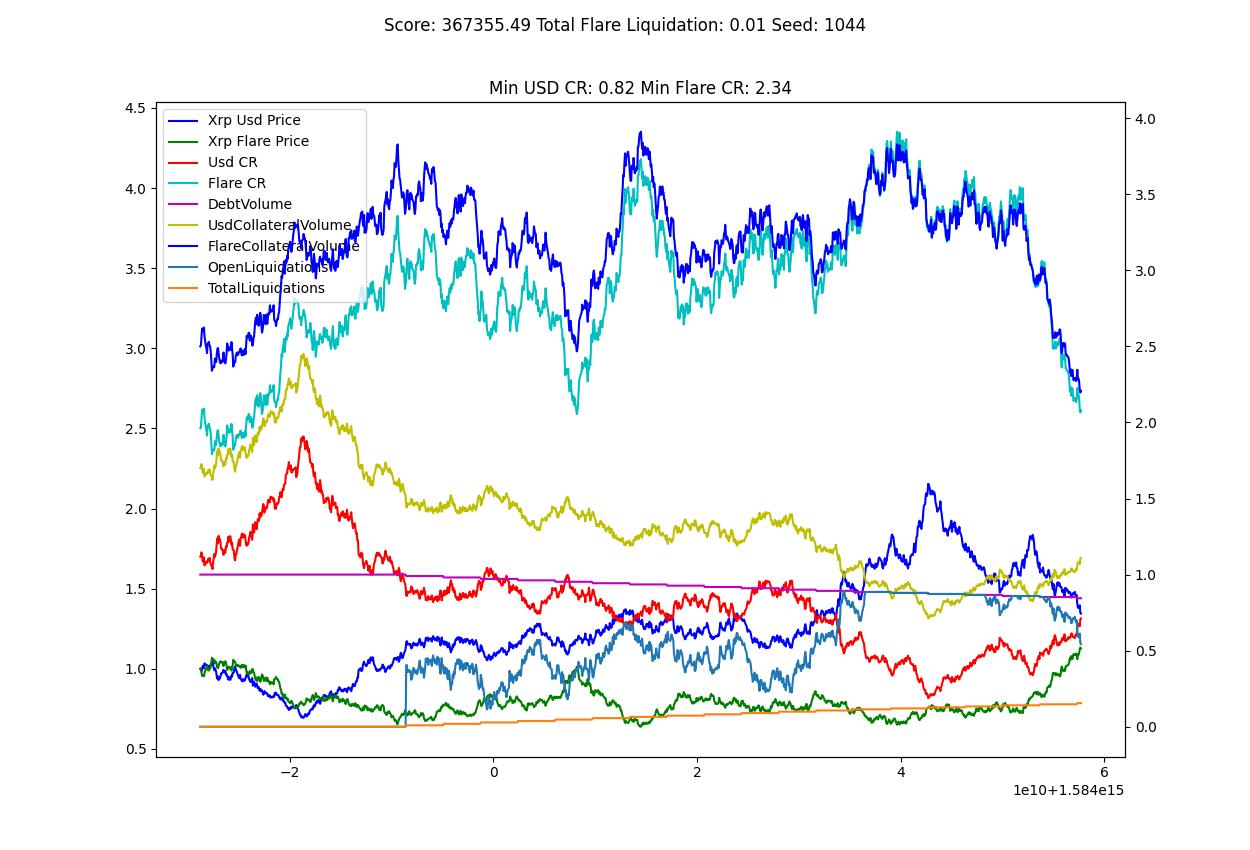 Score: 367355.49 Total Flare Liquidation: 0.01 Seed: 1044
Min USD CR: 0.82 Min Flare CR: 2.34
Xrp Usd Price
Xrp Flare Price
Usd CR
Flare CR
DebtVolume
UsdCollateralVolume
FlareCollateralVolume
OpenLiquidations
TotalLiquidations
4.5
4.0
3.5
3.0
2.5
2.0
1.5
1.0
0.5
4.0
3.5
3.0
2.5
2.0
1.5
1.0
0.5
0.0
−2
0
2
4
6
1e10+1.584e15